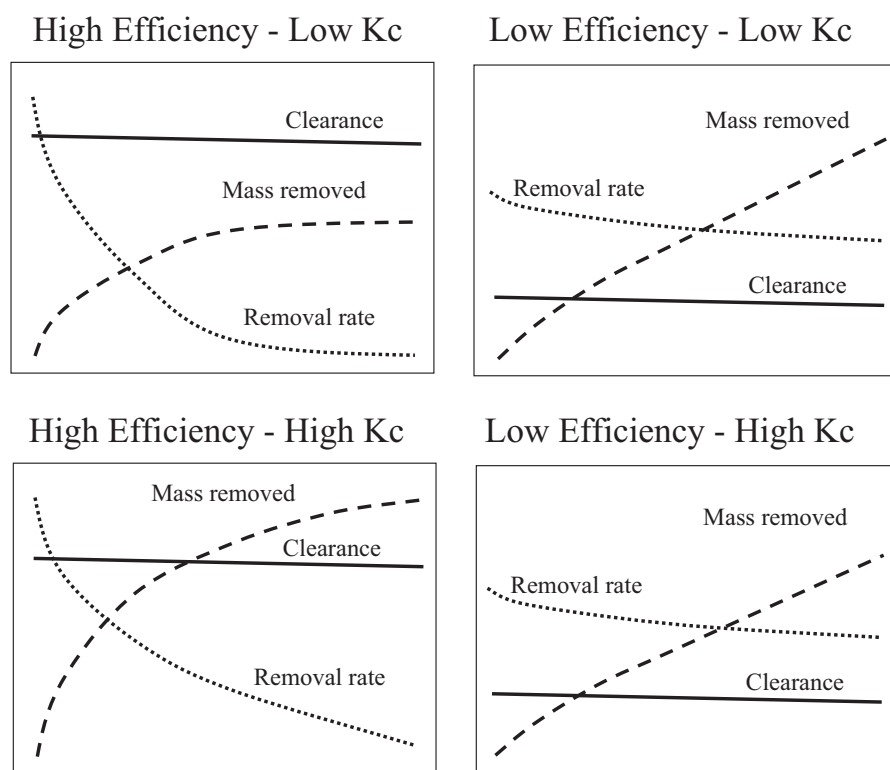 High Efficiency - Low Kc
Clearance
Mass removed
Removal rate
Low Efficiency - Low Kc
Mass removed
Removal rate
Clearance
High Efficiency - High Kc
Mass removed
Clearance
Removal rate
Low Efficiency - High Kc
Mass removed
Removal rate
Clearance